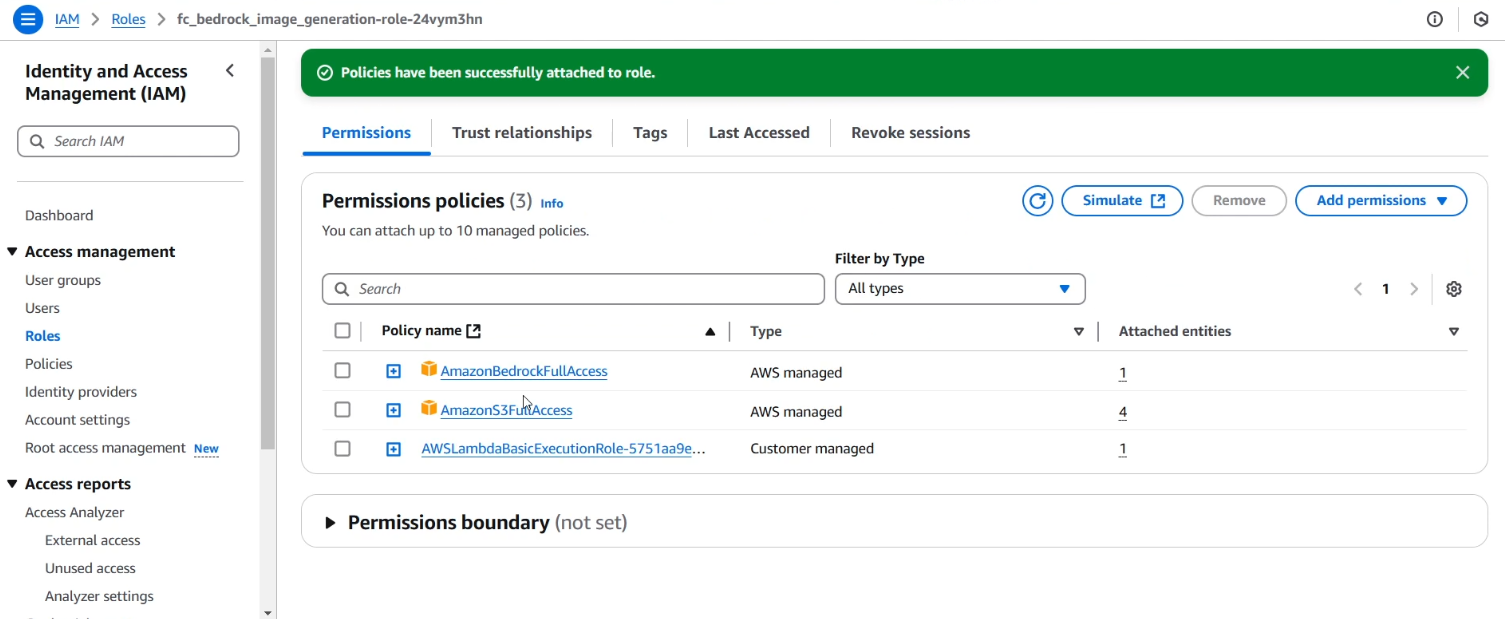 IAM > Roles > fc_bedrock_image_generation-role-24vym3hn
Identity and Access
Management (IAM)
Search IAM
Dashboard
Access management
User groups
Users
Roles
Policies
Identity providers
Account settings
Root access management New
Access reports
Access Analyzer
External access
Unused access
Analyzer settings
Policies have been successfully attached to role.
Permissions Trust relationships Tags Last Accessed Revoke sessions
Permissions policies (3) Info
Simulate Remove Add permissions
You can attach up to 10 managed policies.
Filter by Type
Search All types 1
Policy name Type Attached entities
AmazonBedrockFullAccess AWS managed 1
AmazonS3FullAccess AWS managed 4
AWSLambdaBasicExecutionRole-5751aa9e... Customer managed 1
Permissions boundary (not set)